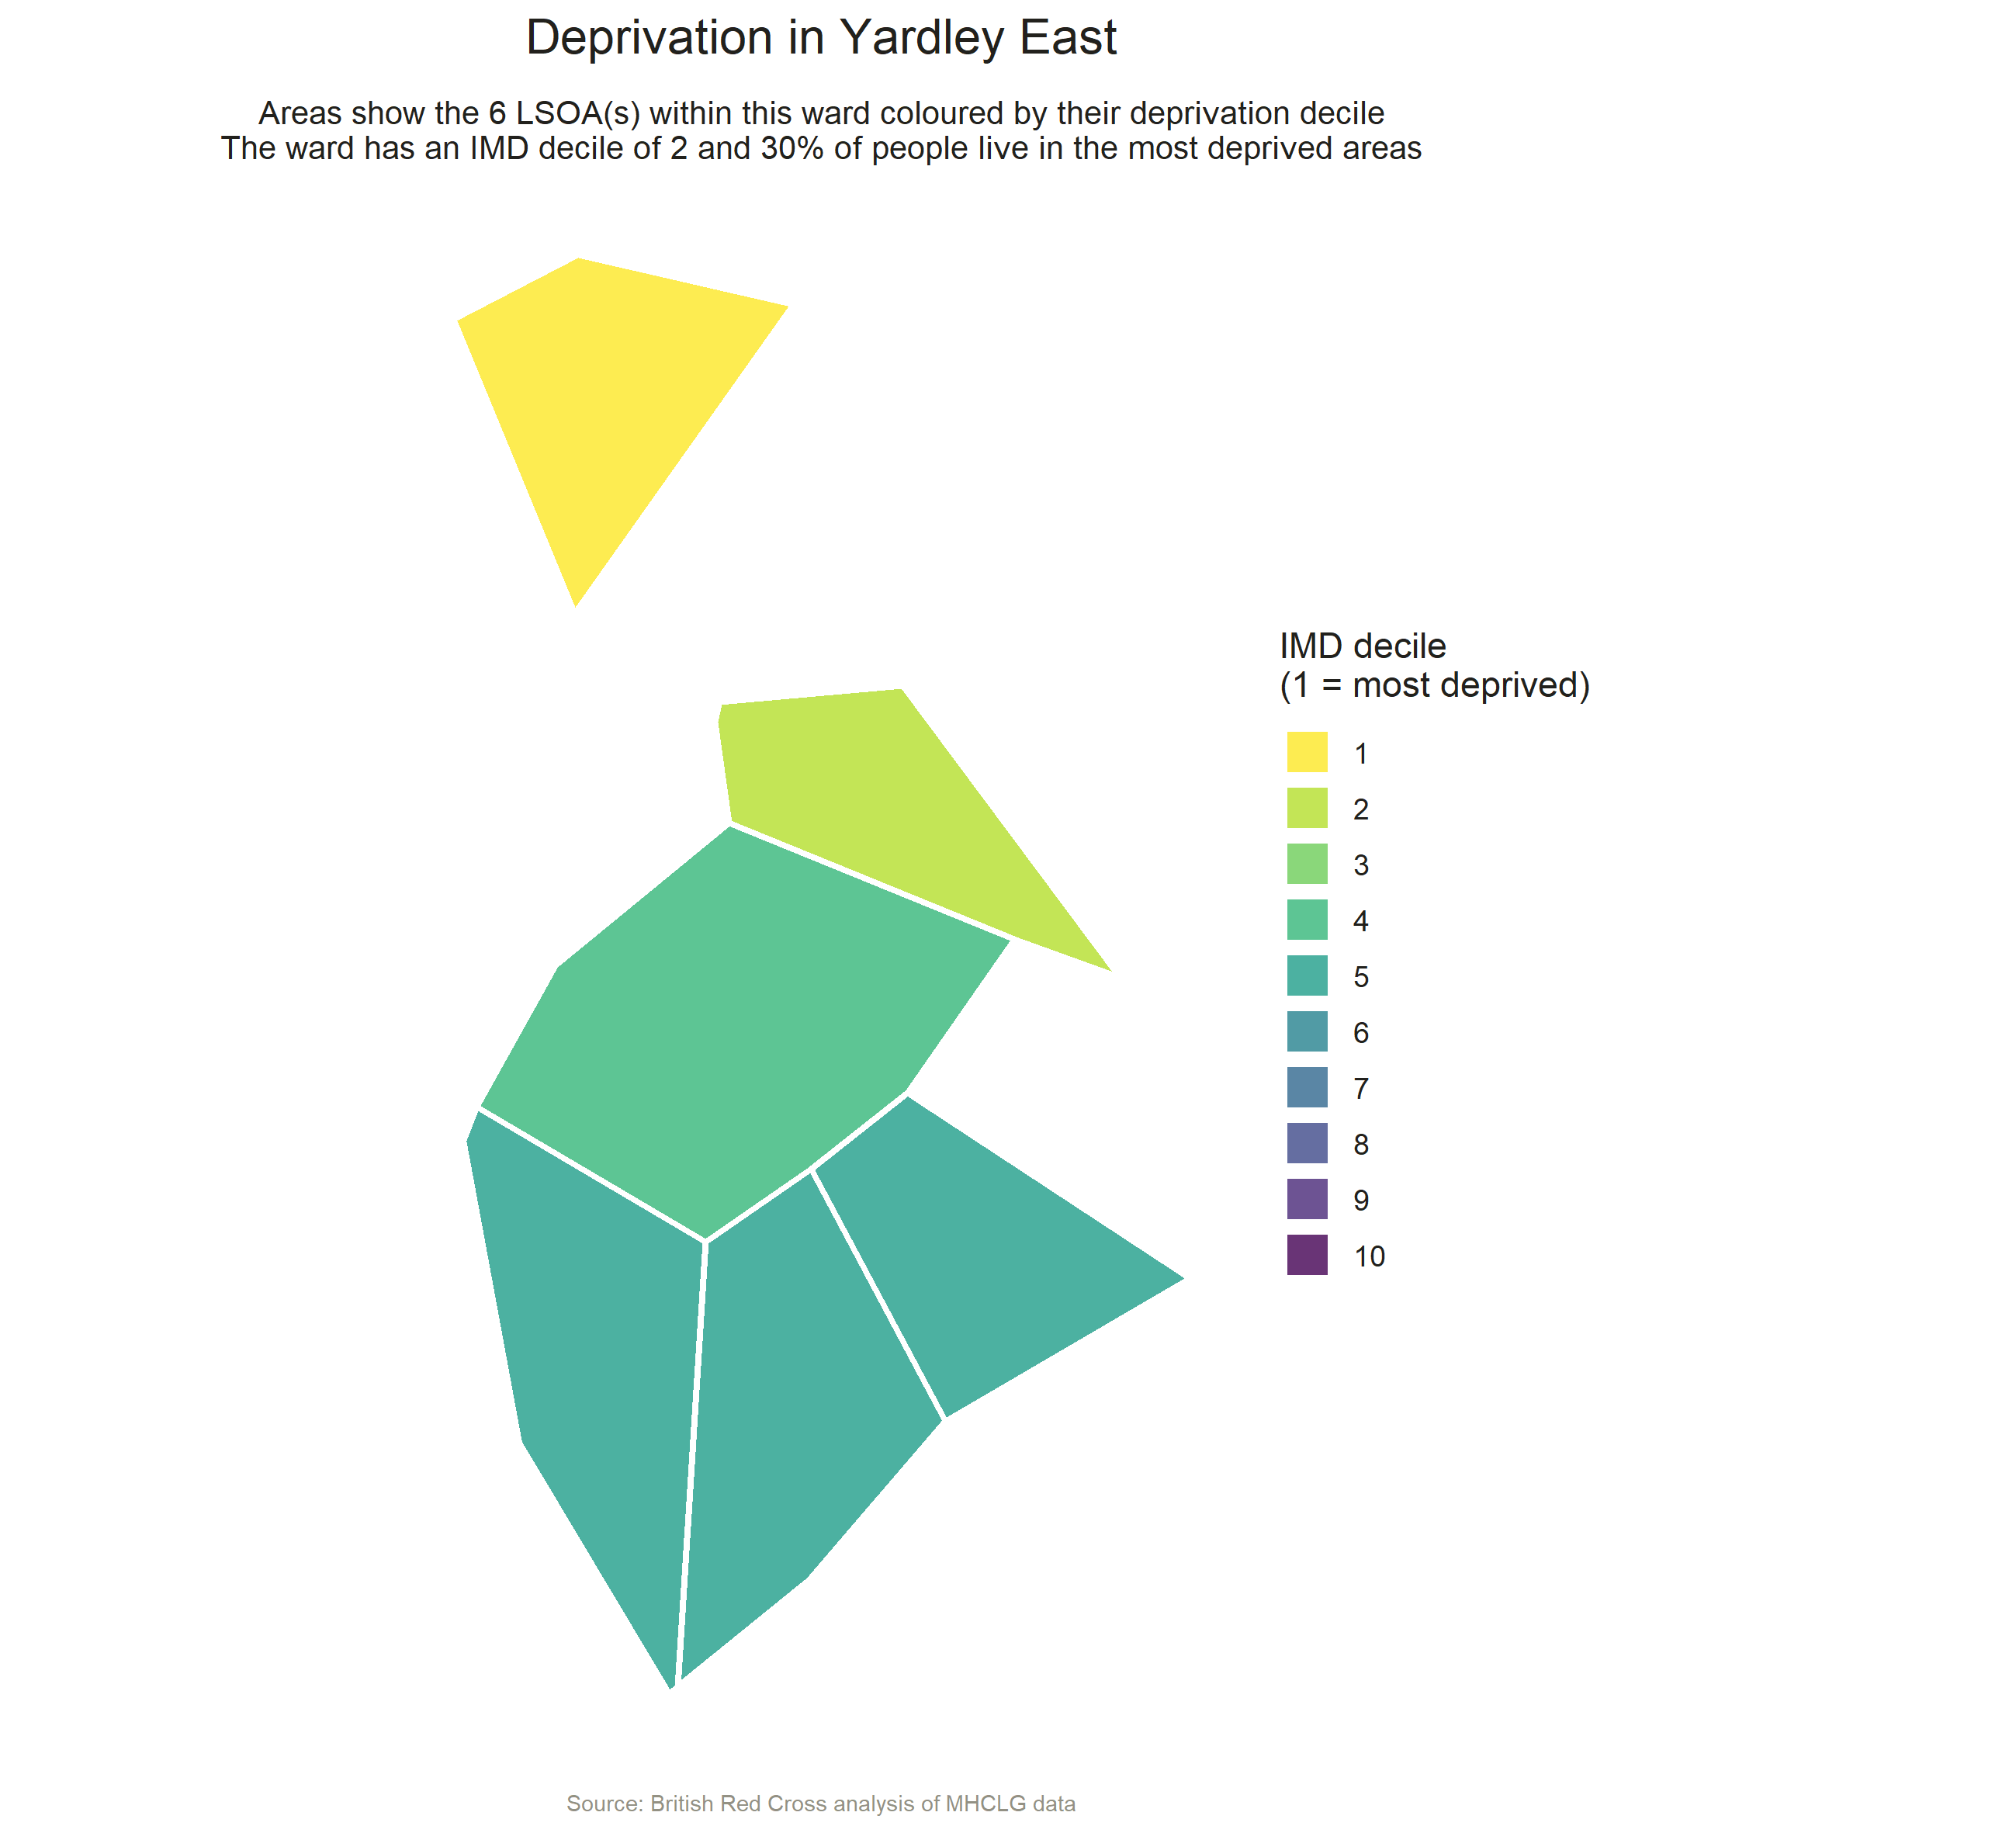 Deprivation in Yardley East
Areas show the 6 LSOA(s) within this ward coloured by their deprivation decile
The ward has an IMD decile of 2 and 30% of people live in the most deprived areas
IMD decile
(1 = most deprived)
1
2
3
4
5
6
7
8
9
10
Source: British Red Cross analysis of MHCLG data